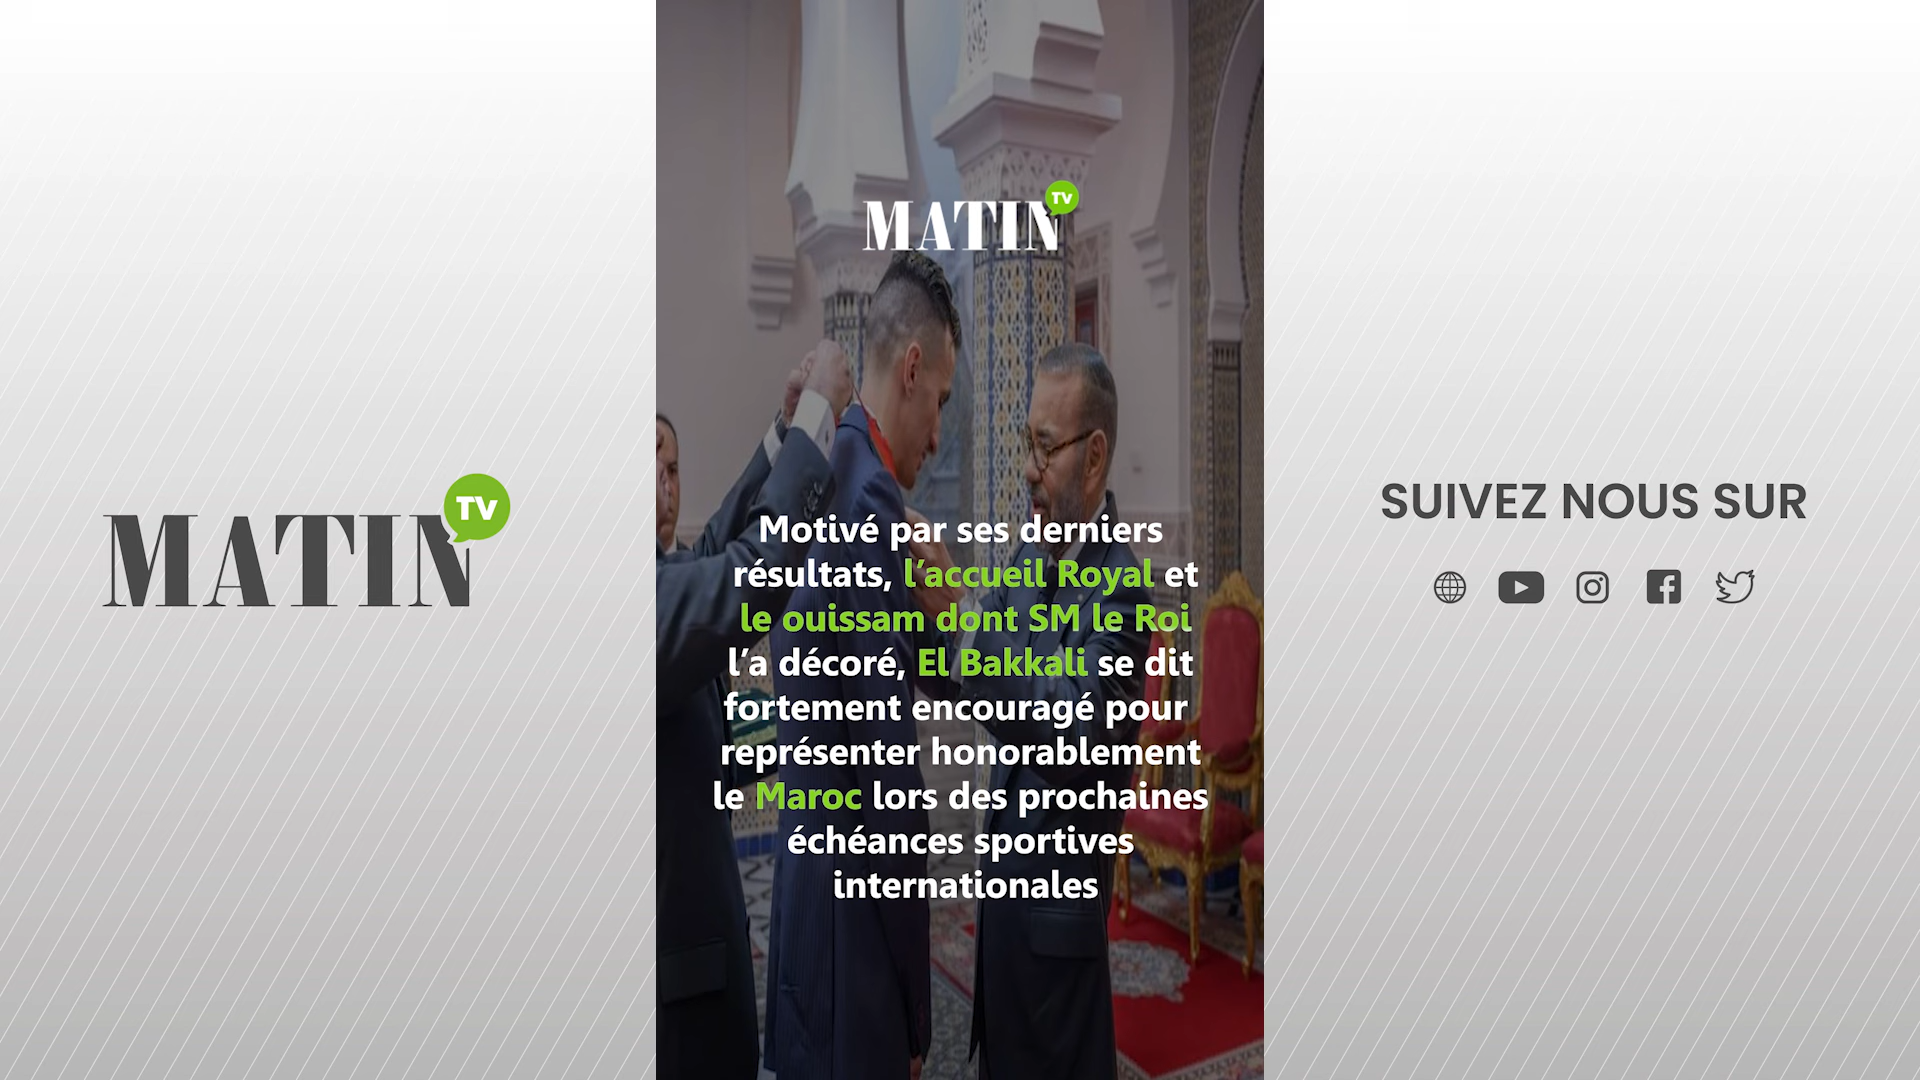 MATIN TV
MATIN TV
Motivé par ses derniers
résultats, l’accueil Royal et
le ouissam dont SM le Roi
l’a décoré, El Bakkali se dit
fortement encouragé pour
représenter honorablement
le Maroc lors des prochaines
échéances sportives
internationales
SUIVEZ NOUS SUR